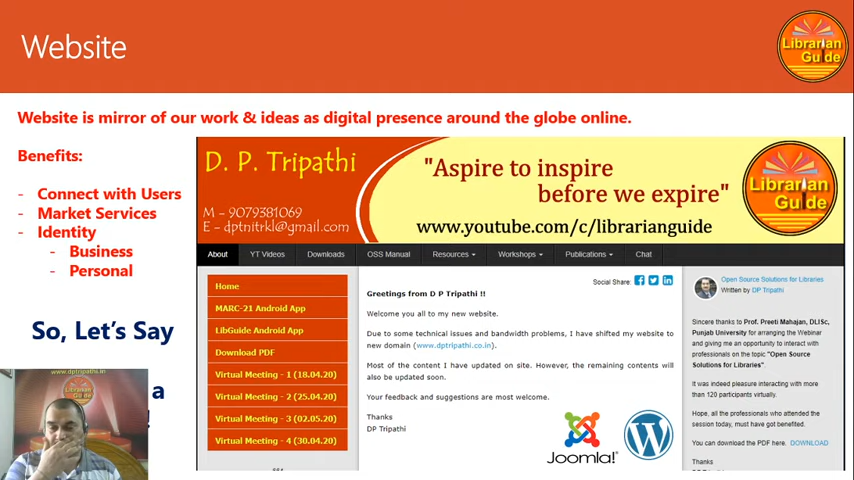 Website
Librarian
Guide
Website is mirror of our work & ideas as digital presence around the globe online.
Benefits:
- Connect with Users
- Market Services
- Identity
- Business
- Personal
So, Let's Say
a
!
D. P. Tripathi
M - 9079381069
E - dptnitrkl@gmail.com
"Aspire to inspire
before we expire"
www.youtube.com/c/librarianguide
Librarian
Guide
About YT Videos Downloads OSS Manual Resources Workshops Publications Chat
Home
MARC-21 Android App
LibGuide Android App
Download PDF
Virtual Meeting - 1 (18.04.20)
Virtual Meeting - 2 (25.04.20)
Virtual Meeting - 3 (02.05.20)
Virtual Meeting - 4 (30.04.20)
Social Share:
Greetings from D P Tripathi !!
Welcome you all to my new website.
Due to some technical issues and bandwidth problems, I have shifted my website to
new domain (www.dptripathi.co.in).
Most of the content I have updated on site. However, the remaining contents will
also be updated soon.
Your feedback and suggestions are most welcome.
Thanks
DP Tripathi
Joomla!
Open Source Solutions for Libraries
Written by DP Tripathi
Sincere thanks to Prof. Preeti Mahajan, DLISc,
Punjab University for arranging the Webinar
and giving me an opportunity to interact with
professionals on the topic "Open Source
Solutions for Libraries".
It was indeed pleasure interacting with more
than 120 participants virtually.
Hope, all the professionals who attended the
session today, must have got benefited.
You can download the PDF here. DOWNLOAD
Thanks